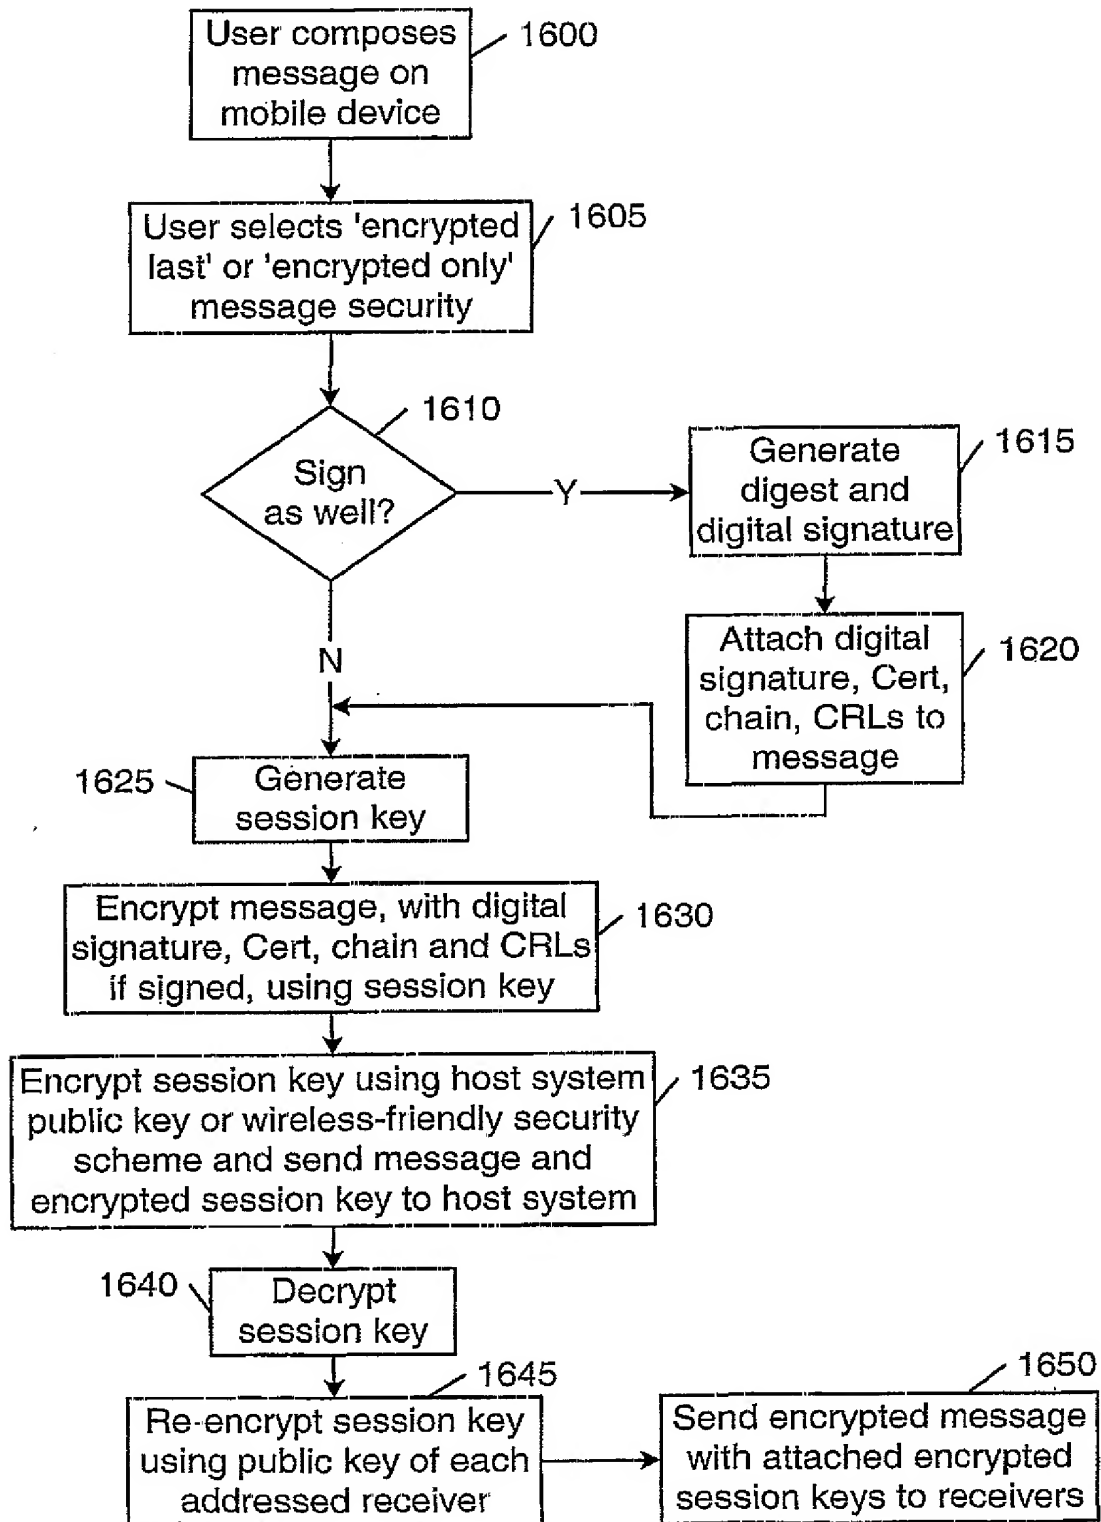 User composes
message on
mobile device
1600
User selects 'encrypted
last' or 'encrypted only'
message security
1605
1610
Sign
as well?
Y
N
Generate
digest and
digital signature
1615
Attach digital
signature, Cert,
chain, CRLs to
message
1620
1625
Generate
session key
Encrypt message, with digital
signature, Cert, chain and CRLs
if signed, using session key
1630
Encrypt session key using host system
public key or wireless-friendly security
scheme and send message and
encrypted session key to host system
1635
1640
Decrypt
session key
1645
Re-encrypt session key
using public key of each
addressed receiver
1650
Send encrypted message
with attached encrypted
session keys to receivers